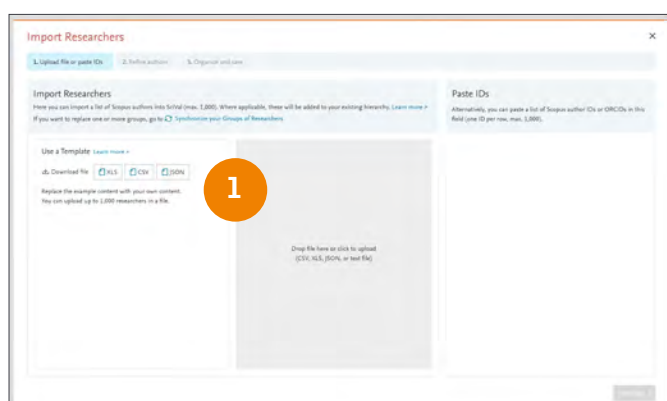 Import Researchers
×
1. Upload file or paste IDs 2. Refine authors 3. Organize and save
Import Researchers
Here you can import a list of Scopus authors into SciVal (max. 1,000). Where applicable, these will be added to your existing hierarchy. Learn more >
If you want to replace one or more groups, go to Synchronize your Groups of Researchers
Paste IDs
Alternatively, you can paste a list of Scopus author IDs or ORCIDs in this
field (one ID per row, max. 1,000).
Use a Template Learn more >
Download file XLS CSV JSON
Replace the example content with your own content.
You can upload up to 1,000 researchers in a file.
1
Drop file here or click to upload
(CSV, XLS, JSON, or text file)